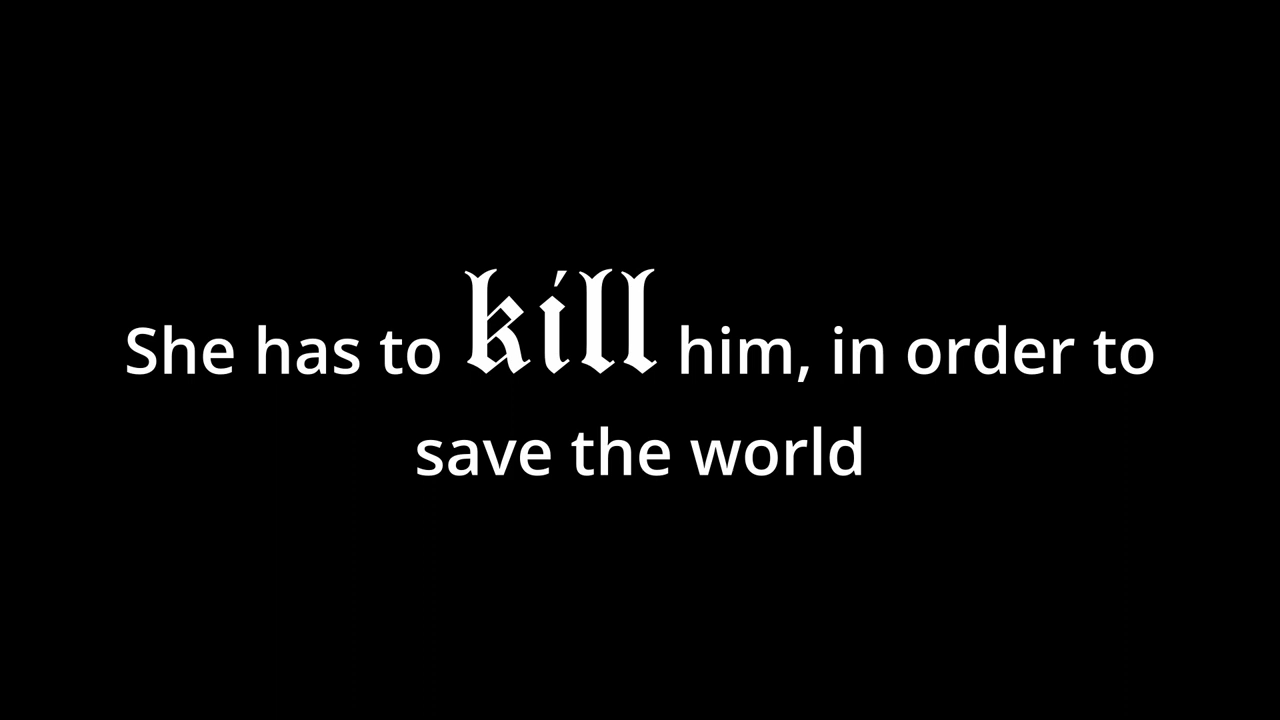 She has to kill him, in order to
save the world